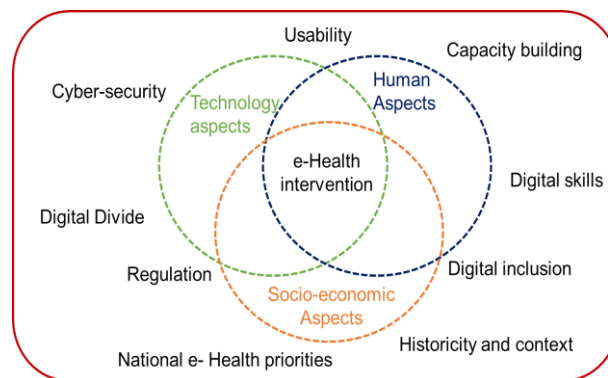 Usability
Capacity building
Cyber-security
Technology
aspects
Human
Aspects
e-Health
intervention
Digital skills
Digital Divide
Regulation
Digital inclusion
Socio-economic
Aspects
Historicity and context
National e- Health priorities